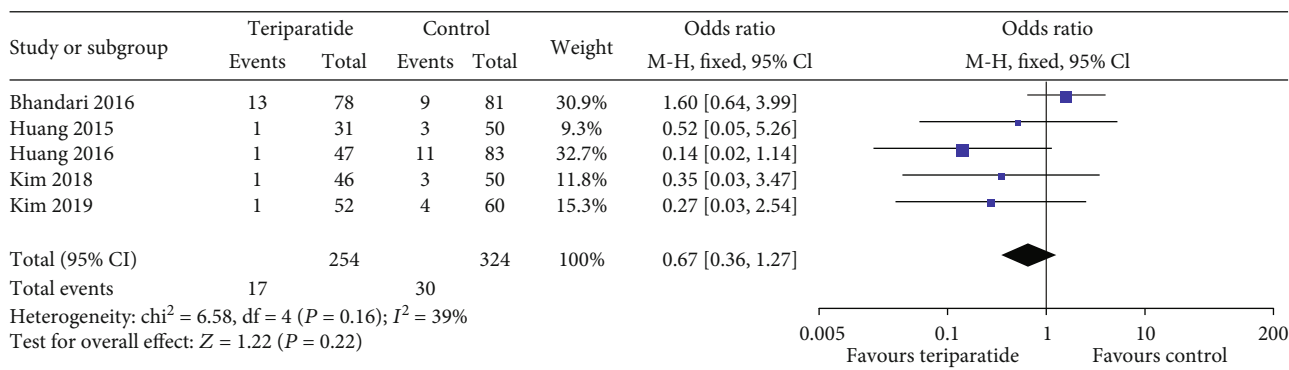 Study or subgroup Teriparatide Control Weight Odds ratio Odds ratio
Events Total Events Total M-H, fixed, 95% Cl M-H, fixed, 95% Cl
Bhandari 2016 13 78 9 81 30.9% 1.60 [0.64, 3.99]
Huang 2015 1 31 3 50 9.3% 0.52 [0.05, 5.26]
Huang 2016 1 47 11 83 32.7% 0.14 [0.02, 1.14]
Kim 2018 1 46 3 50 11.8% 0.35 [0.03, 3.47]
Kim 2019 1 52 4 60 15.3% 0.27 [0.03, 2.54]
Total (95% CI) 254 324 100% 0.67 [0.36, 1.27]
Total events 17 30
Heterogeneity: chi² = 6.58, df = 4 (P = 0.16); I² = 39%
Test for overall effect: Z = 1.22 (P = 0.22)
0.005 0.1 1 10 200
Favours teriparatide Favours control